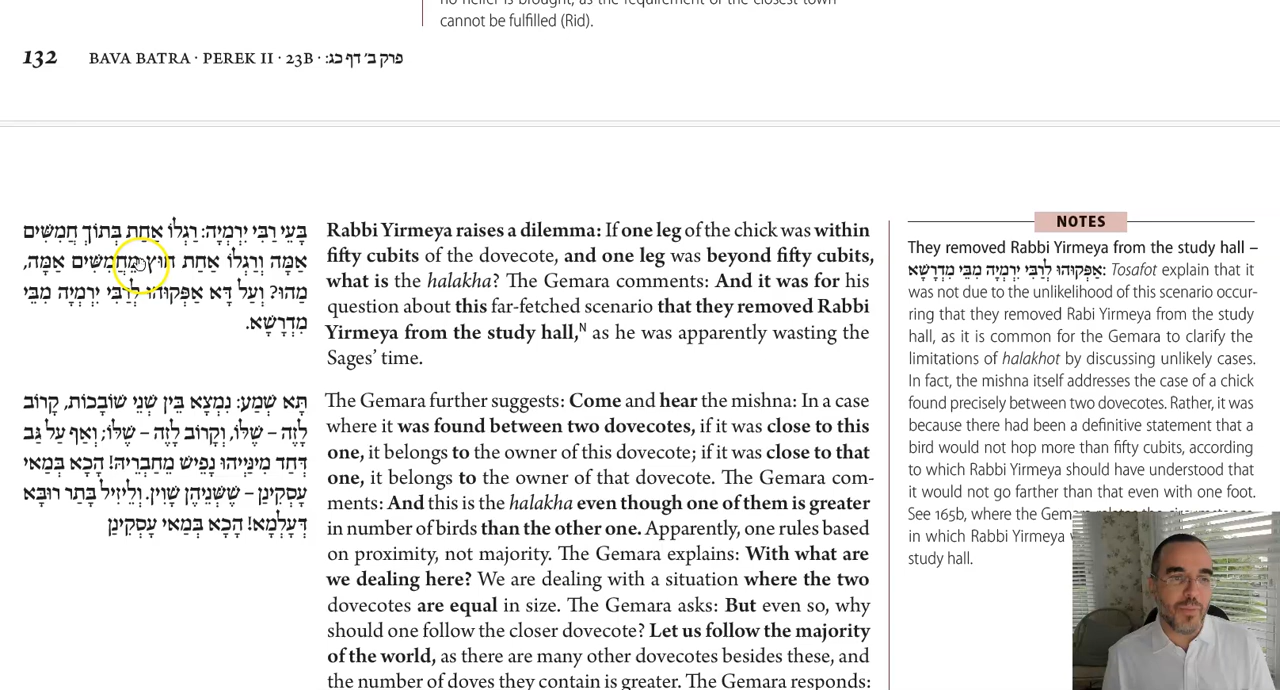 no heifer is brought, as the requirement of the closest town
cannot be fulfilled (Rid).
132 BAVA BATRA · PEREK II · 23B · פרק ב׳ דף כג:
בָּעֵי רַבִּי יִרְמְיָה: רַגְלוֹ אַחַת בְּתוֹךְ חֲמִשִּׁים
אַמָּה וְרַגְלוֹ אַחַת חוּץ מֵחֲמִשִּׁים אַמָּה,
מַהוּ? וְעַל דָּא אַפְּקוּהוּ לְרַבִּי יִרְמְיָה מִבֵּי
מִדְרָשָׁא.
תָּא שְׁמַע: נִמְצָא בֵּין שְׁנֵי שׁוֹבָכוֹת, קָרוֹב
לָזֶה – שֶׁלּוֹ, וְקָרוֹב לָזֶה – שֶׁלּוֹ; וְאַף עַל גַּב
דְּחַד מִינַּיְיהוּ נָפֵישׁ מֵחַבְרֵיהּ! הָכָא בְּמַאי
עָסְקִינַן – שֶׁשְּׁנֵיהֶן שָׁוִין. וְלֵיזִיל בָּתַר רוּבָּא
דְּעָלְמָא! הָכָא בְּמַאי עָסְקִינַן
Rabbi Yirmeya raises a dilemma: If one leg of the chick was within
fifty cubits of the dovecote, and one leg was beyond fifty cubits,
what is the halakha? The Gemara comments: And it was for his
question about this far-fetched scenario that they removed Rabbi
Yirmeya from the study hall,N as he was apparently wasting the
Sages’ time.
The Gemara further suggests: Come and hear the mishna: In a case
where it was found between two dovecotes, if it was close to this
one, it belongs to the owner of this dovecote; if it was close to that
one, it belongs to the owner of that dovecote. The Gemara com-
ments: And this is the halakha even though one of them is greater
in number of birds than the other one. Apparently, one rules based
on proximity, not majority. The Gemara explains: With what are
we dealing here? We are dealing with a situation where the two
dovecotes are equal in size. The Gemara asks: But even so, why
should one follow the closer dovecote? Let us follow the majority
of the world, as there are many other dovecotes besides these, and
the number of doves they contain is greater. The Gemara responds:
NOTES
They removed Rabbi Yirmeya from the study hall –
אַפְּקוּהוּ לְרַבִּי יִרְמְיָה מִבֵּי מִדְרָשָׁא: Tosafot explain that it
was not due to the unlikelihood of this scenario occur-
ring that they removed Rabi Yirmeya from the study
hall, as it is common for the Gemara to clarify the
limitations of halakhot by discussing unlikely cases.
In fact, the mishna itself addresses the case of a chick
found precisely between two dovecotes. Rather, it was
because there had been a definitive statement that a
bird would not hop more than fifty cubits, according
to which Rabbi Yirmeya should have understood that
it would not go farther than that even with one foot.
See 165b, where the
in which Rabbi Yirmeya
study hall.